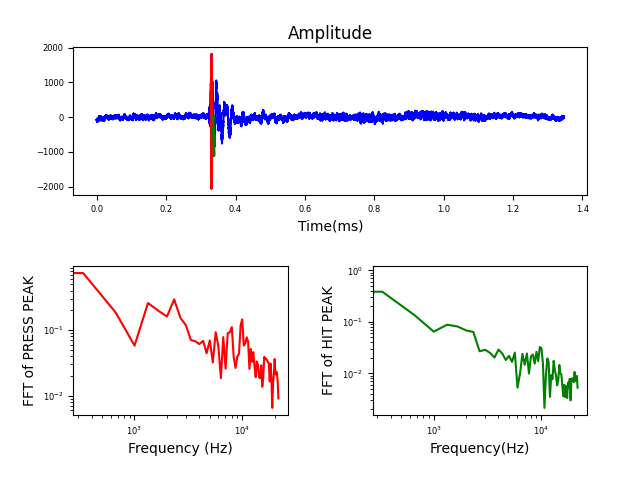 Amplitude
2000
1000
0
−1000
−2000
0.0 0.2 0.4 0.6 0.8 1.0 1.2 1.4
Time(ms)
FFT of PRESS PEAK
10⁻¹
10⁻²
10³ 10⁴
Frequency (Hz)
FFT of HIT PEAK
10⁰
10⁻¹
10⁻²
10³ 10⁴
Frequency(Hz)